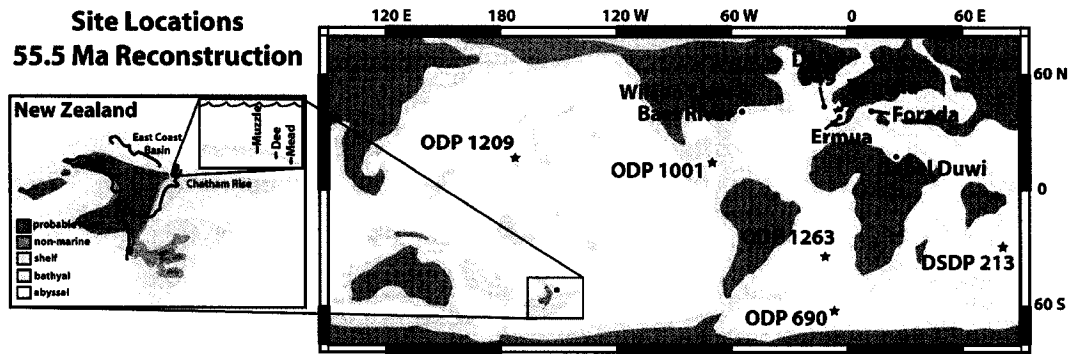 Site Locations
55.5 Ma Reconstruction
120 E 180 120 W 60 W 0 60 E
60 N
0
60 S
New Zealand
East Coast
Basin
Chatham Rise
Muzzle
Dee
Mead
probable
non-marine
shelf
bathyal
abyssal
ODP 1209
ODP 1001
River
Ermua
Forada
Duwi
1263
DSDP 213
ODP 690